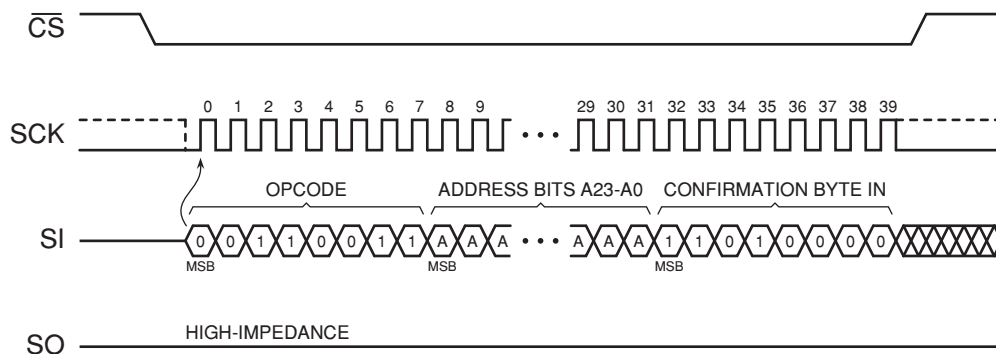 CS
0 1 2 3 4 5 6 7 8 9 29 30 31 32 33 34 35 36 37 38 39
SCK
OPCODE ADDRESS BITS A23-A0 CONFIRMATION BYTE IN
SI 0 0 1 1 0 0 1 1 A A A A A A 1 1 0 1 0 0 0 0
MSB MSB MSB
HIGH-IMPEDANCE
SO